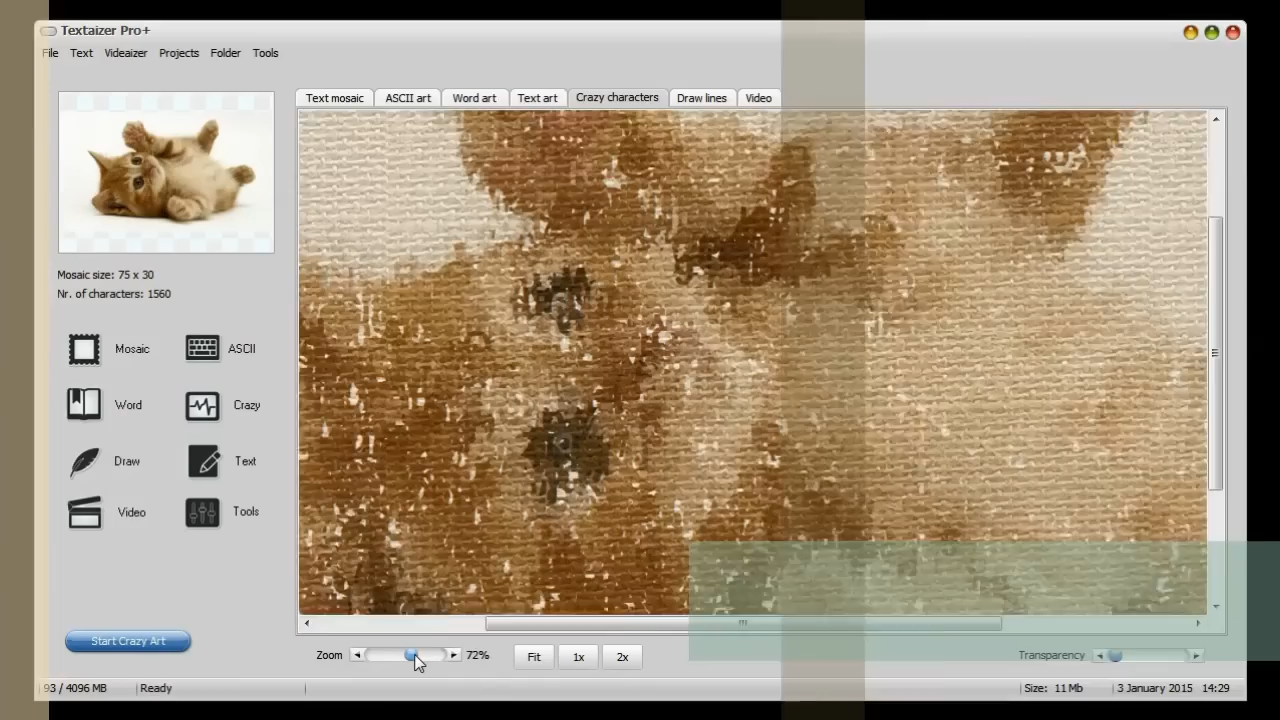 Textaizer Pro+
File Text Videaizer Projects Folder Tools
Text mosaic ASCII art Word art Text art Crazy characters Draw lines Video
Mosaic size: 75 x 30
Nr. of characters: 1560
Mosaic ASCII
Word Crazy
Draw Text
Video Tools
Start Crazy Art
Zoom 72% Fit 1x 2x Transparency
93 / 4096 MB Ready Size: 11 Mb 3 January 2015 14:29